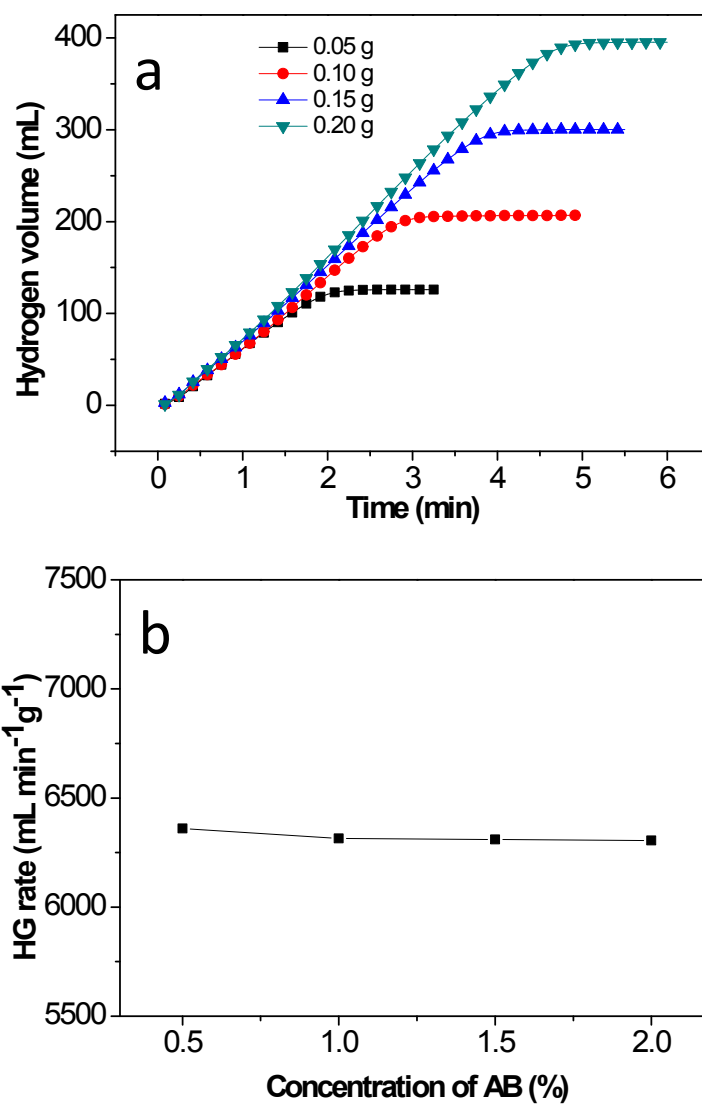 a
0.05 g
0.10 g
0.15 g
0.20 g
400
300
200
100
0
Hydrogen volume (mL)
0 1 2 3 4 5 6
Time (min)
b
7500
7000
6500
6000
5500
HG rate (mL min⁻¹g⁻¹)
0.5 1.0 1.5 2.0
Concentration of AB (%)